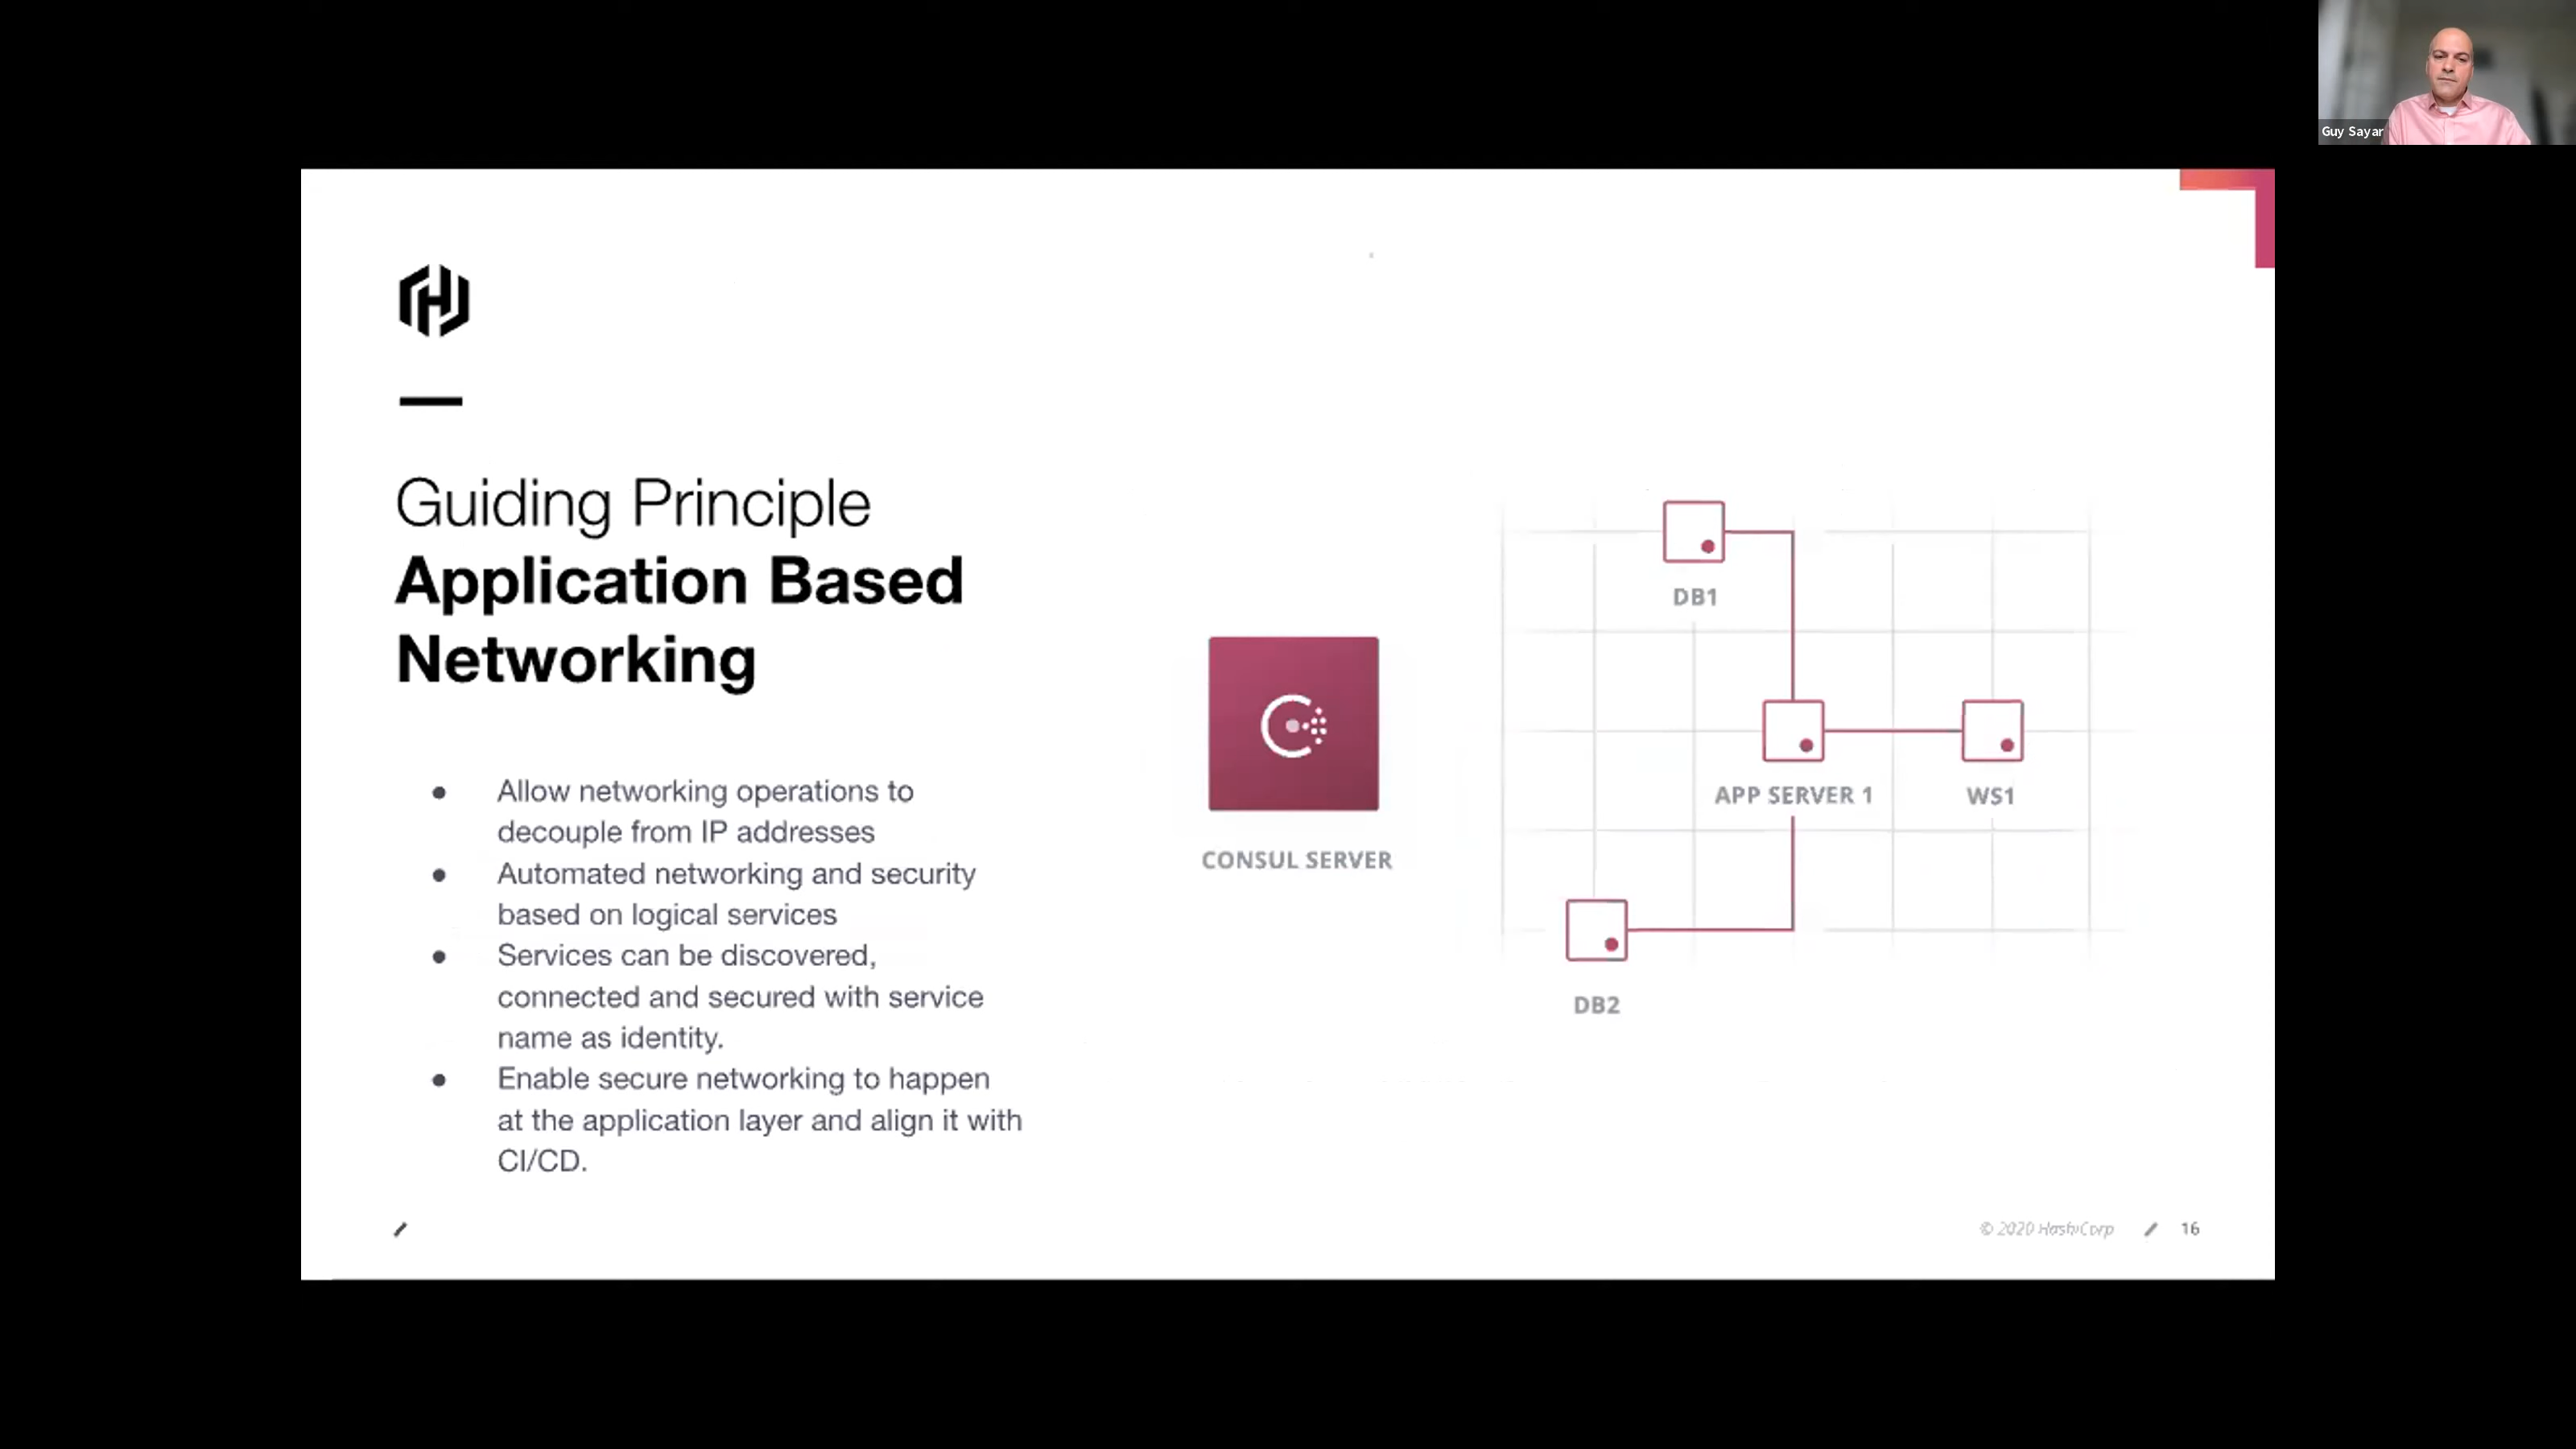 Guy Sayar
Guiding Principle
Application Based
Networking
● Allow networking operations to
decouple from IP addresses
● Automated networking and security
based on logical services
● Services can be discovered,
connected and secured with service
name as identity.
● Enable secure networking to happen
at the application layer and align it with
CI/CD.
CONSUL SERVER
DB1
APP SERVER 1
WS1
DB2
© 2020 HashiCorp
16